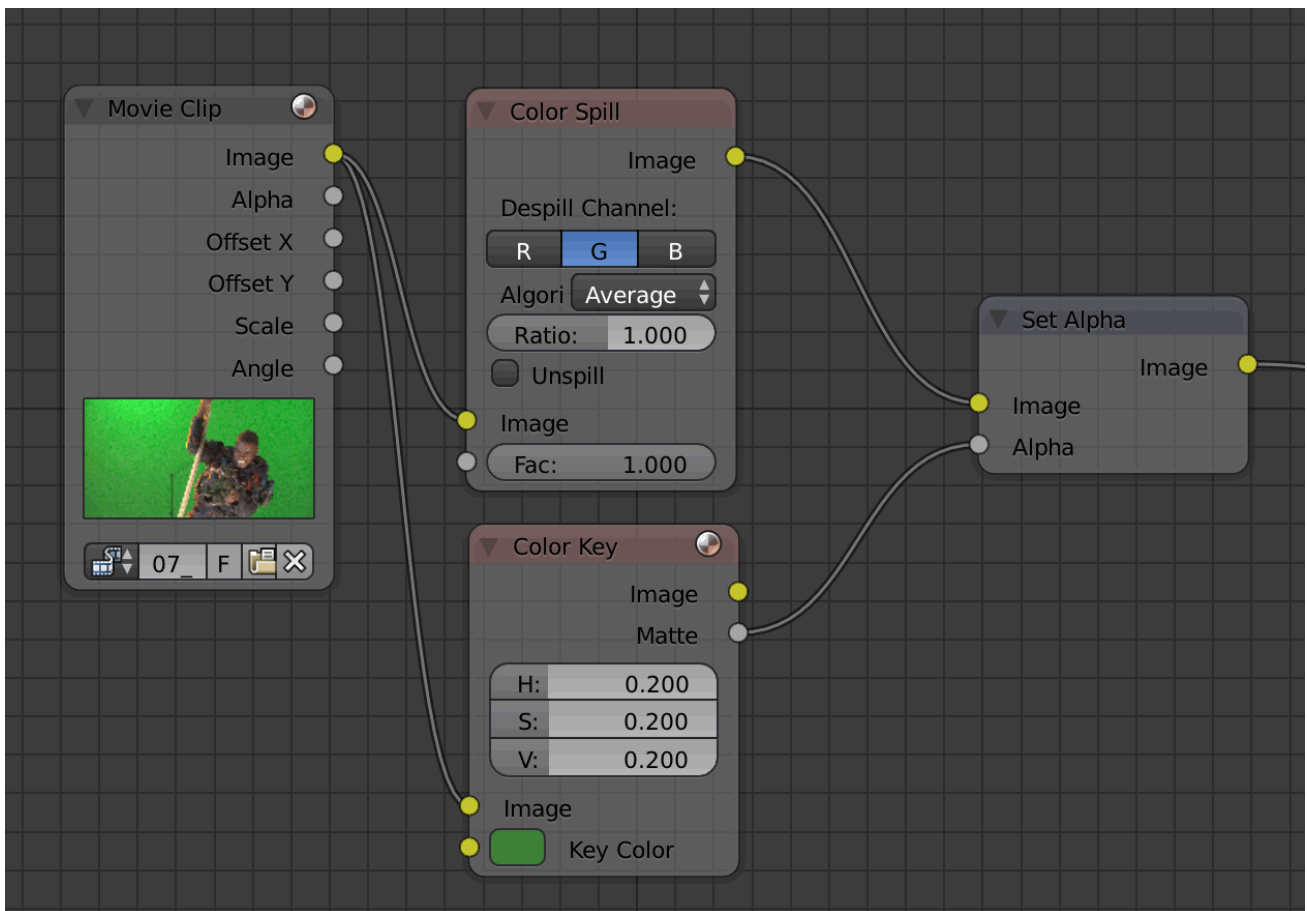 Movie Clip
Image
Alpha
Offset X
Offset Y
Scale
Angle
07_ F
Color Spill
Image
Despill Channel:
R G B
Algori Average
Ratio: 1.000
Unspill
Image
Fac: 1.000
Color Key
Image
Matte
H: 0.200
S: 0.200
V: 0.200
Image
Key Color
Set Alpha
Image
Image
Alpha